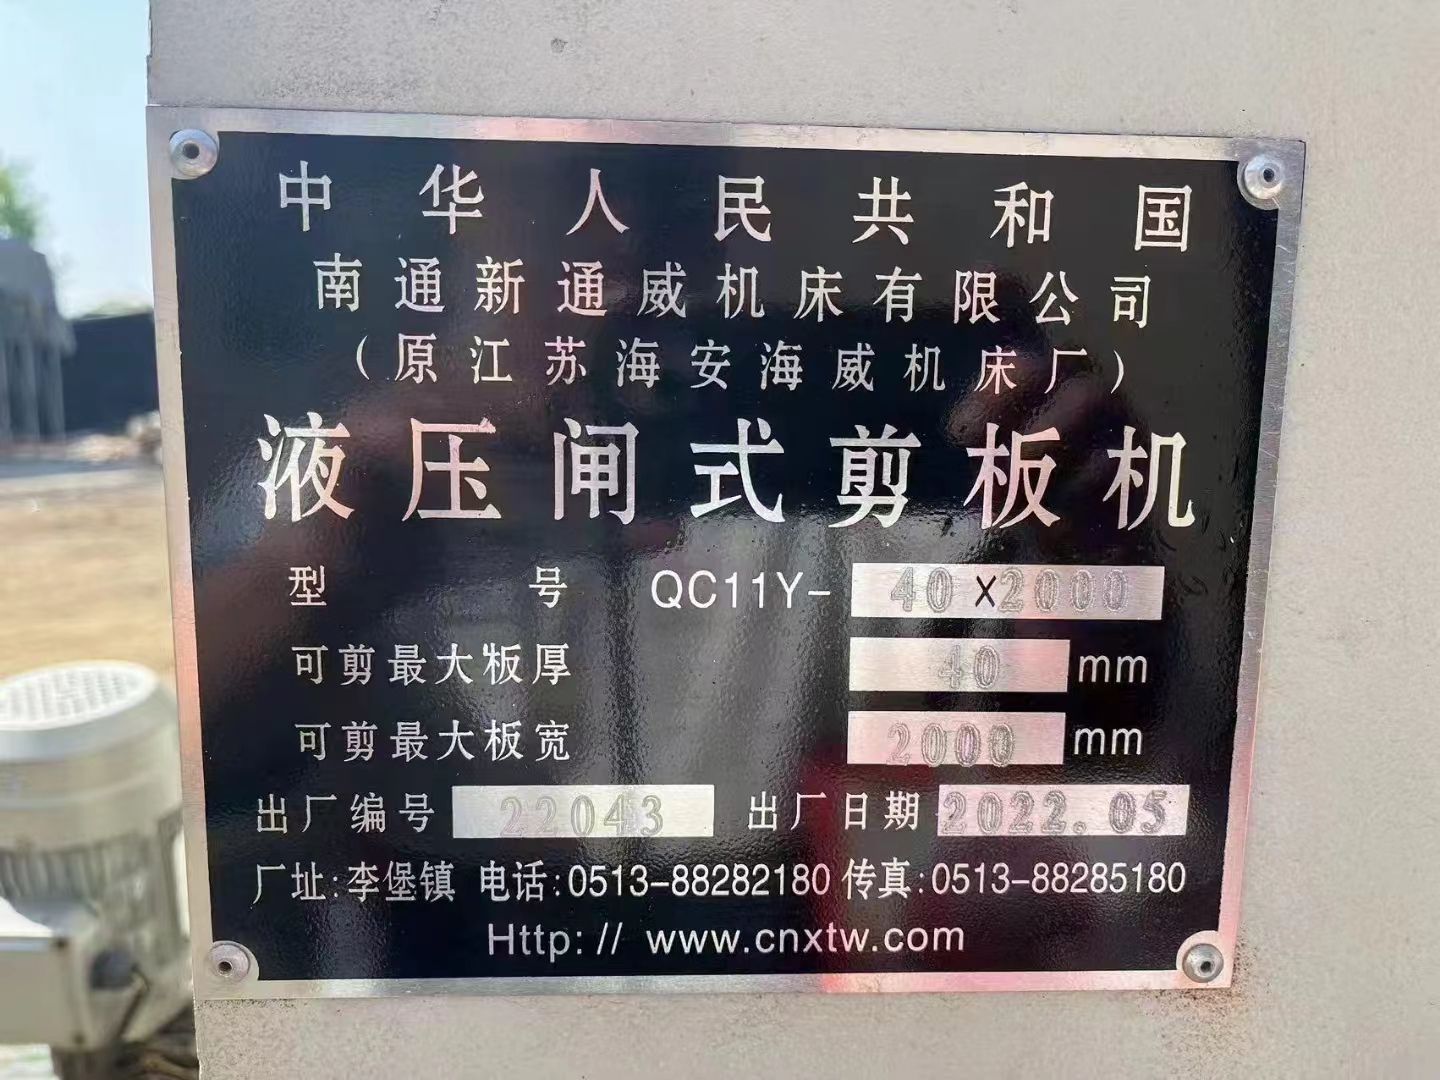 中华人民共和国
南通新通威机床有限公司
（原江苏海安海威机床厂）
液压闸式剪板机
型 号 QC11Y-40×2000
可剪最大板厚 40 mm
可剪最大板宽 2000 mm
出厂编号 22043 出厂日期 2022.05
厂址:李堡镇 电话:0513-88282180 传真:0513-88285180
Http:// www.cnxtw.com